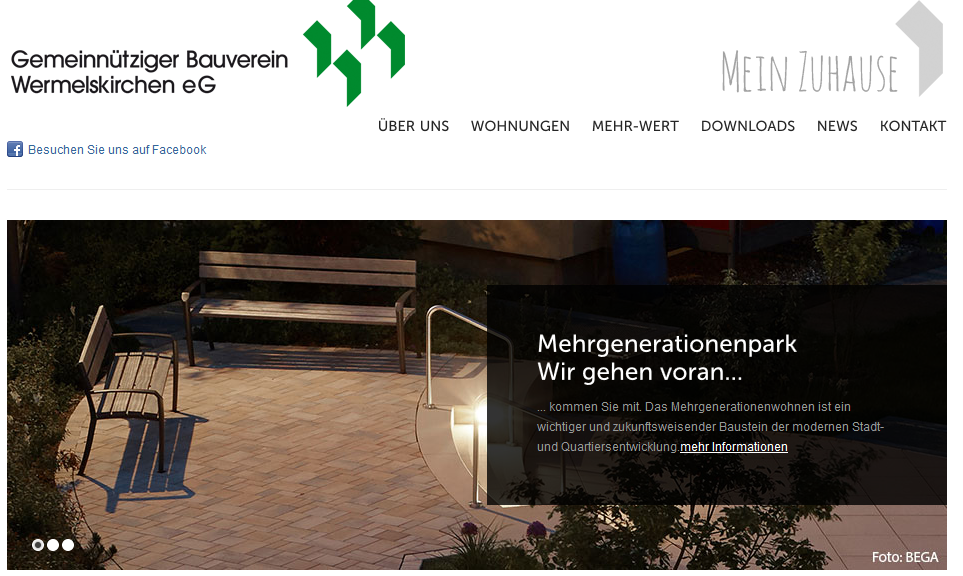 Gemeinnütziger Bauverein
Wermelskirchen eG
MEIN ZUHAUSE
ÜBER UNS WOHNUNGEN MEHR-WERT DOWNLOADS NEWS KONTAKT
Besuchen Sie uns auf Facebook
Mehrgenerationenpark
Wir gehen voran...
... kommen Sie mit. Das Mehrgenerationenwohnen ist ein
wichtiger und zukunftsweisender Baustein der modernen Stadt-
und Quartiersentwicklung.mehr Informationen
Foto: BEGA